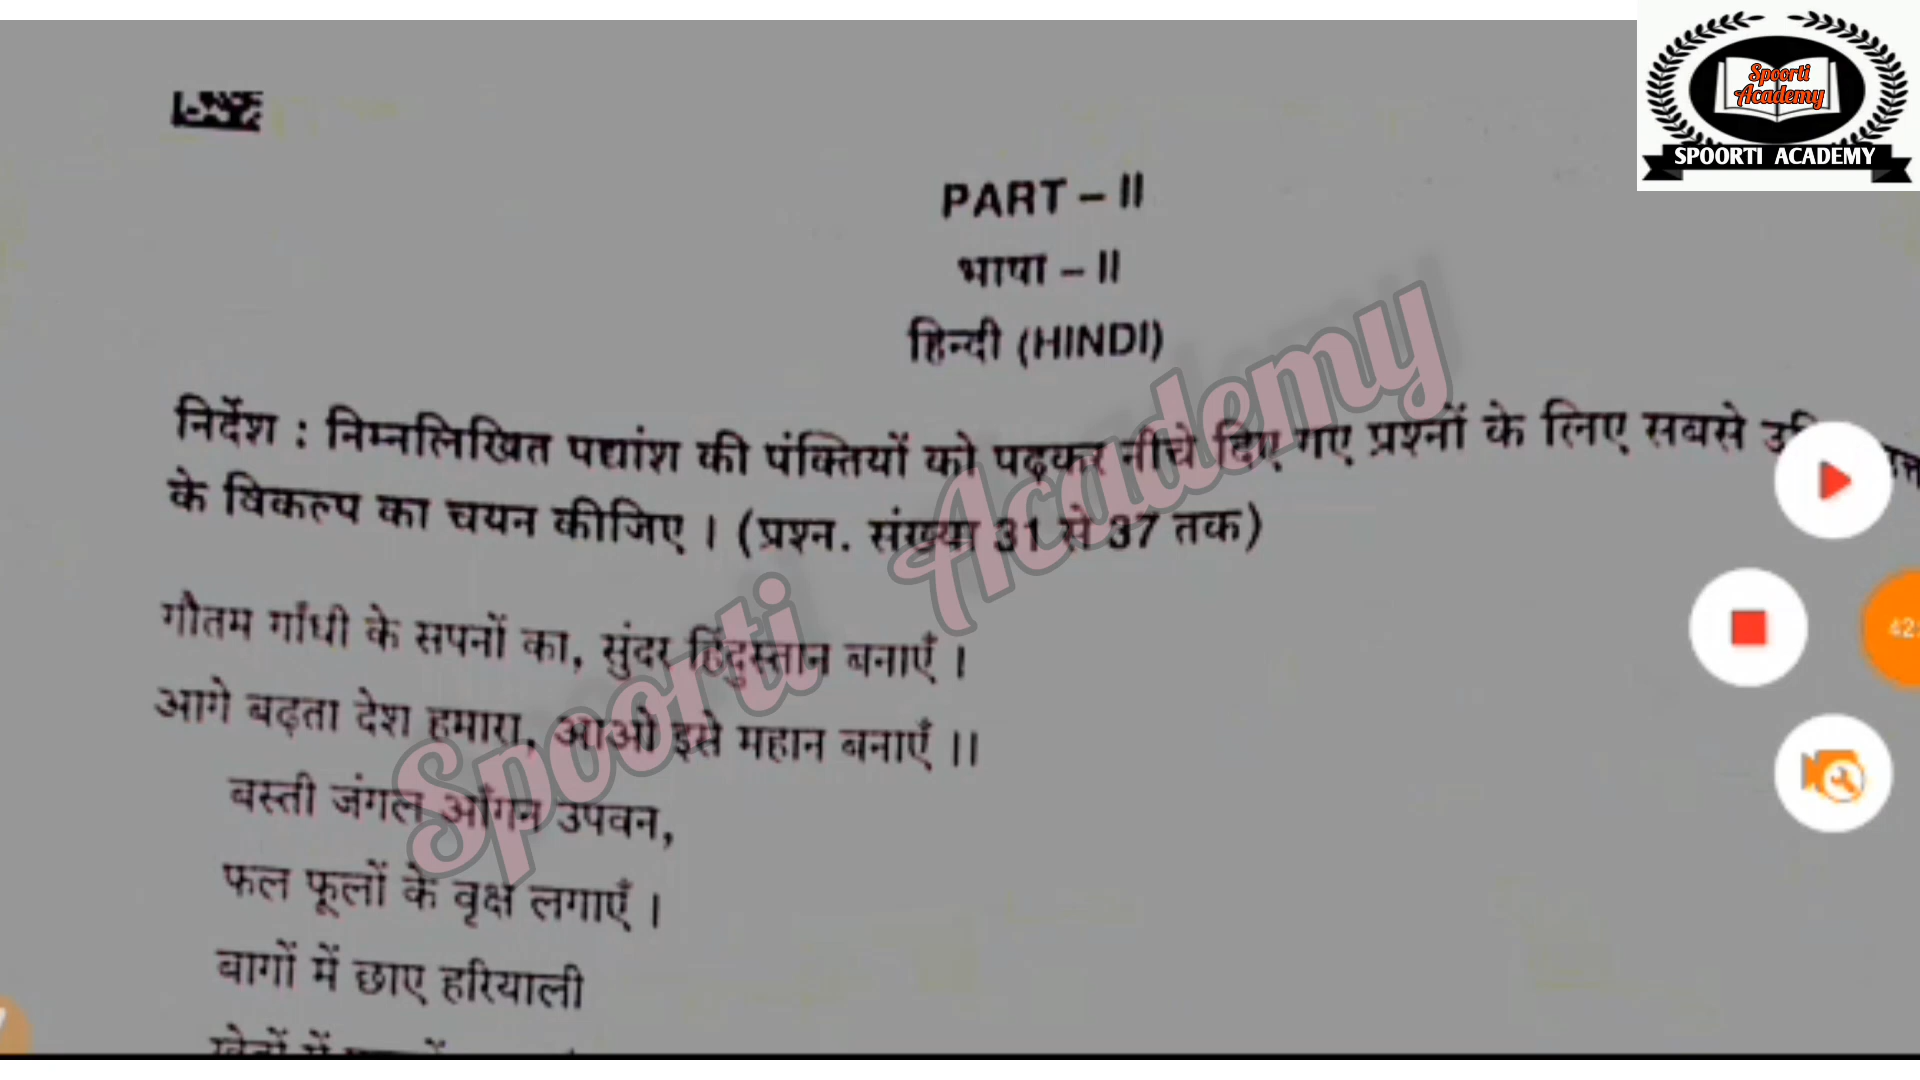 Spoorti
Academy
SPOORTI ACADEMY
PART – II
भाषा – II
हिन्दी (HINDI)
निर्देश : निम्नलिखित पद्यांश की पंक्तियों को पढ़कर नीचे दिए गए प्रश्नों के लिए सबसे
के विकल्प का चयन कीजिए । (प्रश्न. संख्या 31 से 37 तक)
गौतम गाँधी के सपनों का, सुंदर हिंदुस्तान बनाएँ ।
आगे बढ़ता देश हमारा, आओ इसे महान बनाएँ ।।
बस्ती जंगल आँगन उपवन,
फल फूलों के वृक्ष लगाएँ ।
बागों में छाए हरियाली
Spoorti Academy
42